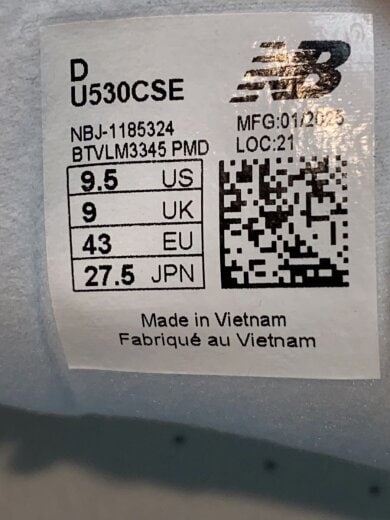 D
U530CSE
NB
NBJ-1185324
BTVLM3345 PMD
MFG:01/2025
LOC:21
9.5 US
9 UK
43 EU
27.5 JPN
Made in Vietnam
Fabriqué au Vietnam